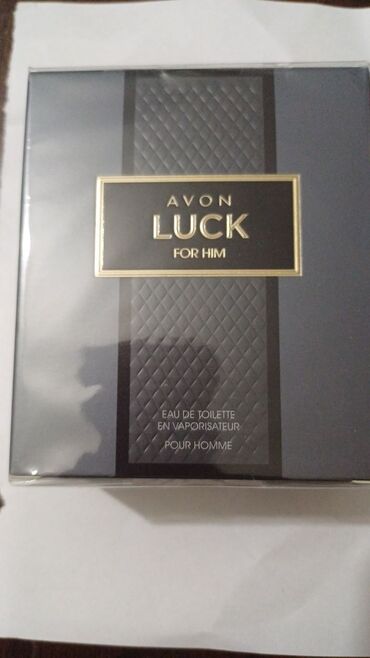 AVON
LUCK
FOR HIM
EAU DE TOILETTE
EN VAPORISATEUR
POUR HOMME